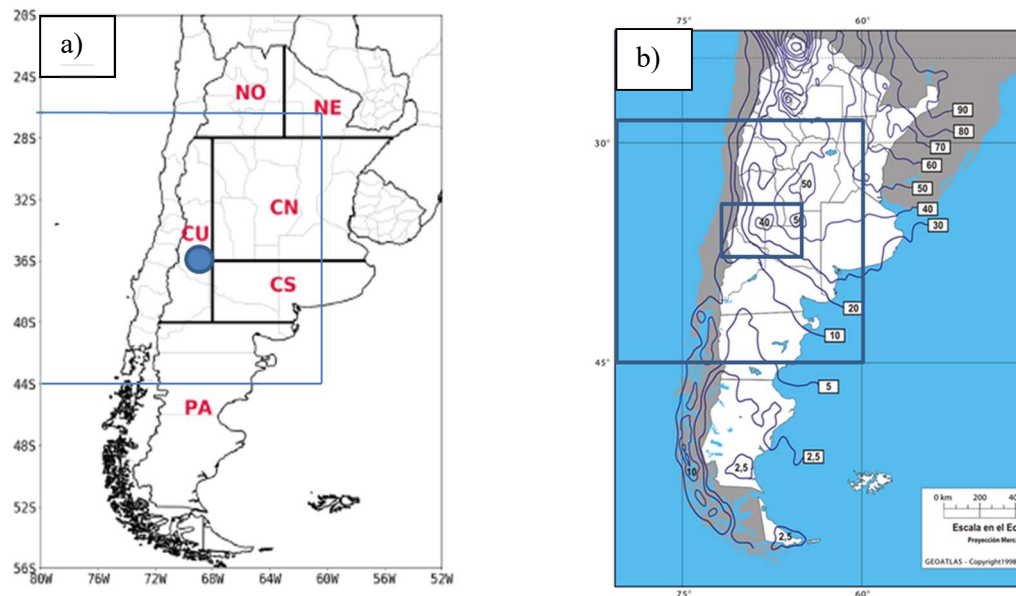 a)
20S
24S
28S
32S
36S
40S
44S
48S
52S
56S
80W
76W
72W
68W
64W
60W
56W
52W
NO
NE
CN
CU
CS
PA
b)
75°
60°
30°
45°
90
80
70
60
50
50
40
40
5
30
20
10
5
2,5
10
2,5
2,5
75°
60°
0 km 200 40
Escala en el Ec
Proyección Merc
GEOATLAS - Copyright1998